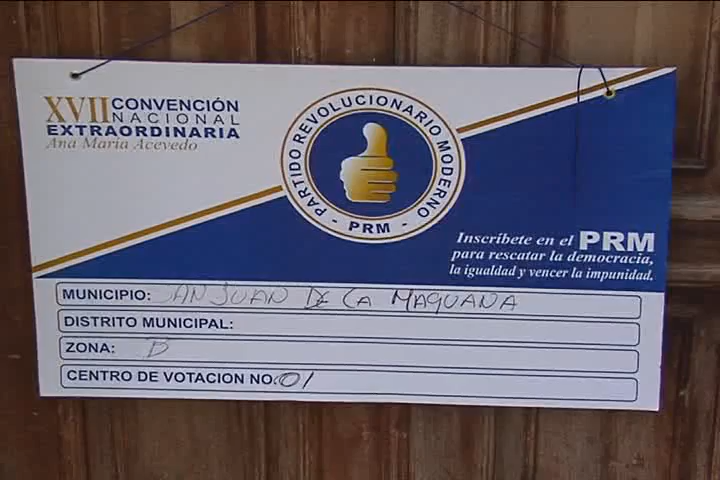 XVII CONVENCIÓN
NACIONAL
EXTRAORDINARIA
Ana María Acevedo
PARTIDO REVOLUCIONARIO MODERNO
- PRM -
Inscríbete en el PRM
para rescatar la democracia,
la igualdad y vencer la impunidad.
MUNICIPIO: SAN JUAN DE LA MAGUANA
DISTRITO MUNICIPAL:
ZONA: B
CENTRO DE VOTACION NO: 01